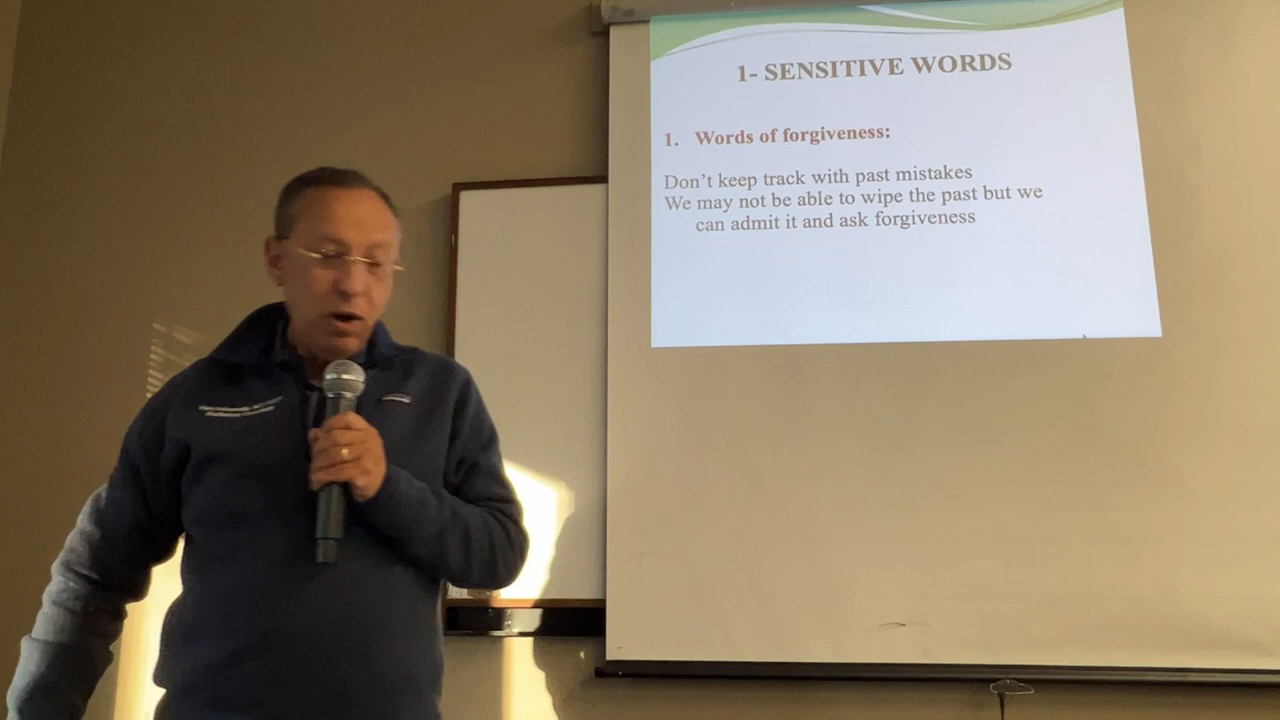 1- SENSITIVE WORDS
1. Words of forgiveness:
Don't keep track with past mistakes
We may not be able to wipe the past but we
can admit it and ask forgiveness